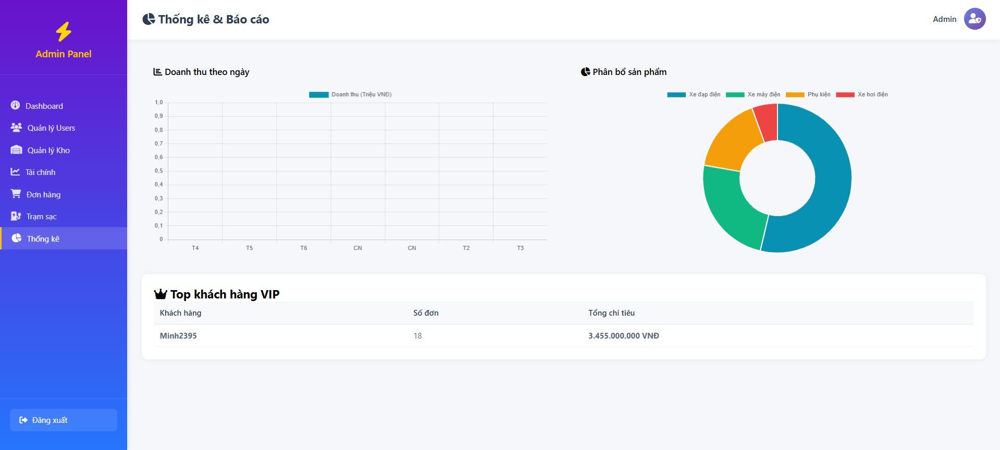 Admin Panel
Dashboard
Quản lý Users
Quản lý Kho
Tài chính
Đơn hàng
Trạm sạc
Thống kê
Đăng xuất
Thống kê & Báo cáo
Admin
Doanh thu theo ngày
Doanh thu (Triệu VNĐ)
1,0
0,9
0,8
0,7
0,6
0,5
0,4
0,3
0,2
0,1
0
T4 T5 T6 CN CN T2 T3
Phân bổ sản phẩm
Xe đạp điện Xe máy điện Phụ kiện Xe hơi điện
Top khách hàng VIP
Khách hàng Số đơn Tổng chi tiêu
Minh2395 18 3.455.000.000 VNĐ